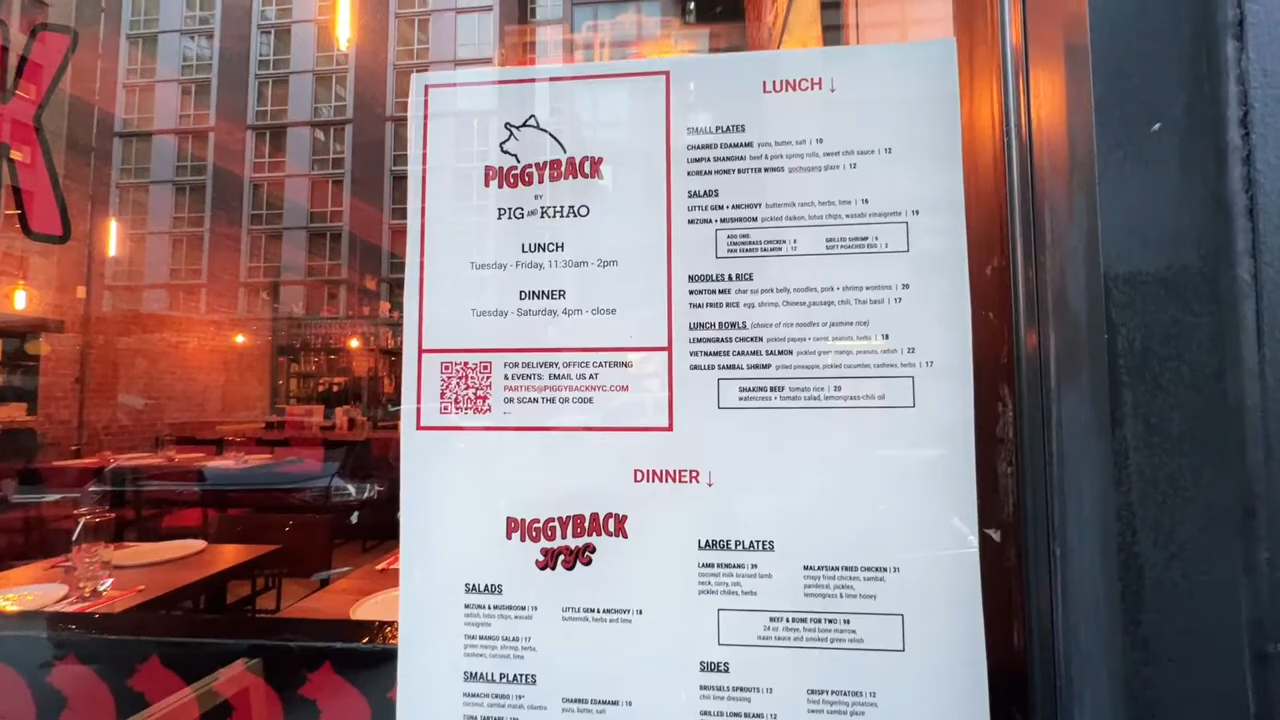 K
PIGGYBACK
BY
PIG AND KHAO
LUNCH
Tuesday - Friday, 11:30am - 2pm
DINNER
Tuesday - Saturday, 4pm - close
FOR DELIVERY, OFFICE CATERING
& EVENTS: EMAIL US AT
PARTIES@PIGGYBACKNYC.COM
OR SCAN THE QR CODE
←
LUNCH ↓
SMALL PLATES
CHARRED EDAMAME yuzu, butter, salt | 10
LUMPIA SHANGHAI beef & pork spring rolls, sweet chili sauce | 12
KOREAN HONEY BUTTER WINGS gochugang glaze | 12
SALADS
LITTLE GEM + ANCHOVY buttermilk ranch, herbs, lime | 16
MIZUNA + MUSHROOM pickled daikon, lotus chips, wasabi vinaigrette | 19
ADD ONS:
LEMONGRASS CHICKEN | 8
PAN SEARED SALMON | 12
GRILLED SHRIMP | 6
SOFT POACHED EGG | 2
NOODLES & RICE
WONTON MEE char sui pork belly, noodles, pork + shrimp wontons | 20
THAI FRIED RICE egg, shrimp, Chinese sausage, chili, Thai basil | 17
LUNCH BOWLS (choice of rice noodles or jasmine rice)
LEMONGRASS CHICKEN pickled papaya + carrot, peanuts, herbs | 18
VIETNAMESE CARAMEL SALMON pickled green mango, peanuts, radish | 22
GRILLED SAMBAL SHRIMP grilled pineapple, pickled cucumber, cashews, herbs | 17
SHAKING BEEF tomato rice | 20
watercress + tomato salad, lemongrass-chili oil
DINNER ↓
PIGGYBACK
NYC
SALADS
MIZUNA & MUSHROOM | 19
radish, lotus chips, wasabi
vinaigrette
LITTLE GEM & ANCHOVY | 18
buttermilk, herbs and lime
THAI MANGO SALAD | 17
green mango, shrimp, herbs,
cashews, coconut, lime
SMALL PLATES
HAMACHI CRUDO | 19*
coconut, sambal matah, cilantro
CHARRED EDAMAME | 10
yuzu, butter, salt
TUNA TARTARE
LARGE PLATES
LAMB RENDANG | 39
coconut milk braised lamb
neck, curry, roti,
pickled chilies, herbs
MALAYSIAN FRIED CHICKEN | 31
crispy fried chicken, sambal,
pandesal, pickles,
lemongrass & lime honey
BEEF & BONE FOR TWO | 98
24 oz. ribeye, fried bone marrow,
isaan sauce and smoked green relish
SIDES
BRUSSELS SPROUTS | 12
chili lime dressing
CRISPY POTATOES | 12
fried fingerling potatoes,
sweet sambal glaze
GRILLED LONG BEANS | 12